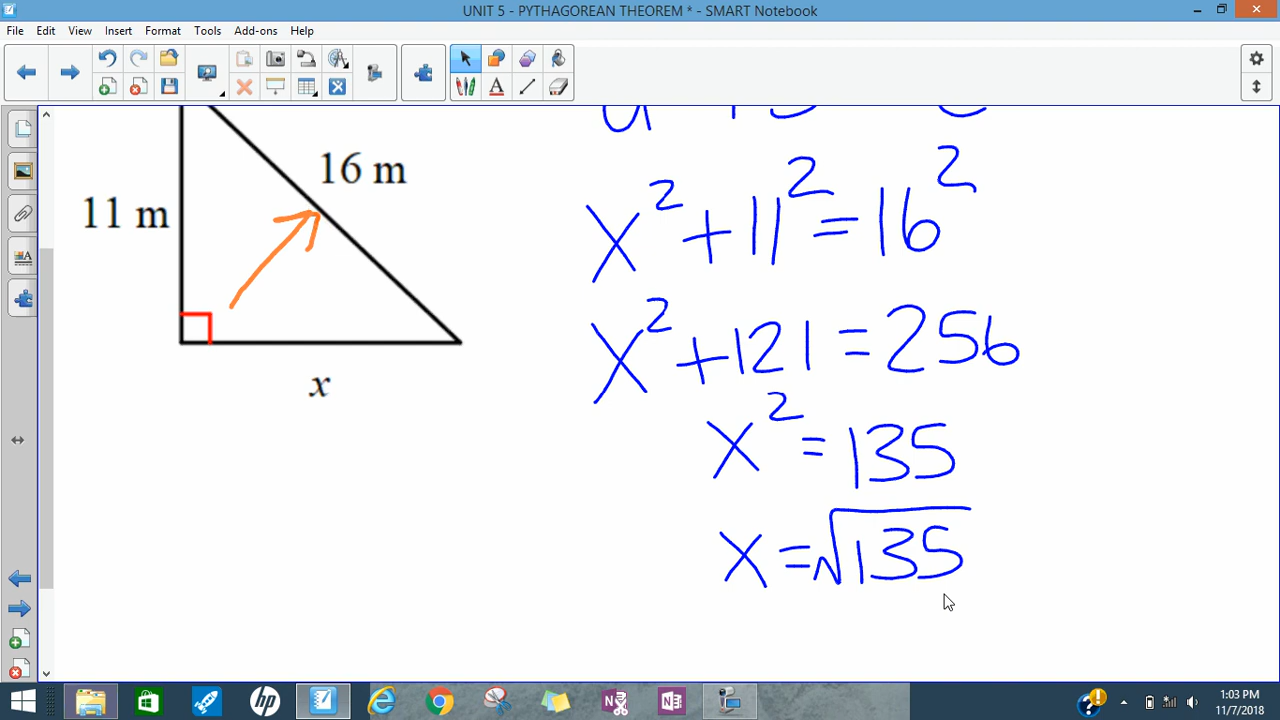 UNIT 5 - PYTHAGOREAN THEOREM * - SMART Notebook
File Edit View Insert Format Tools Add-ons Help
16 m
11 m
x
x² + 11² = 16²
x² + 121 = 256
x² = 135
x = √135
1:03 PM
11/7/2018